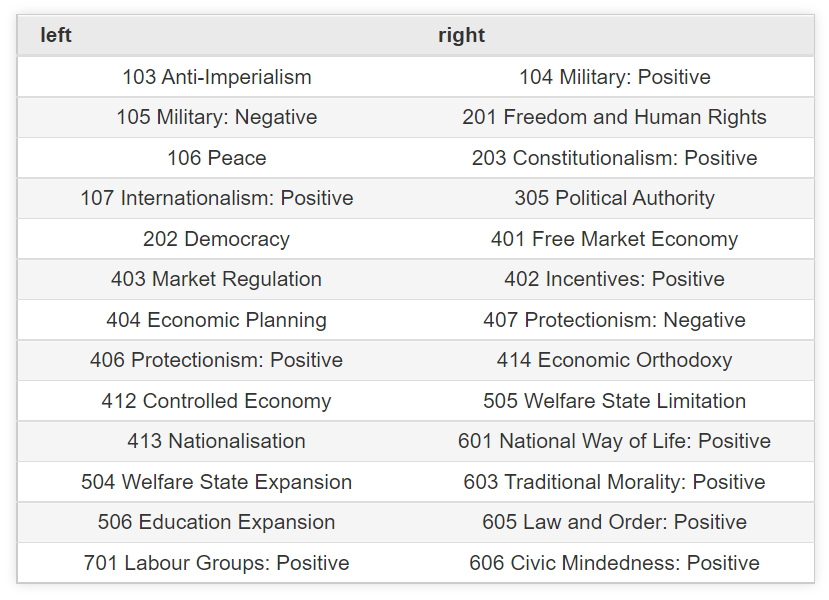 left right
103 Anti-Imperialism 104 Military: Positive
105 Military: Negative 201 Freedom and Human Rights
106 Peace 203 Constitutionalism: Positive
107 Internationalism: Positive 305 Political Authority
202 Democracy 401 Free Market Economy
403 Market Regulation 402 Incentives: Positive
404 Economic Planning 407 Protectionism: Negative
406 Protectionism: Positive 414 Economic Orthodoxy
412 Controlled Economy 505 Welfare State Limitation
413 Nationalisation 601 National Way of Life: Positive
504 Welfare State Expansion 603 Traditional Morality: Positive
506 Education Expansion 605 Law and Order: Positive
701 Labour Groups: Positive 606 Civic Mindedness: Positive